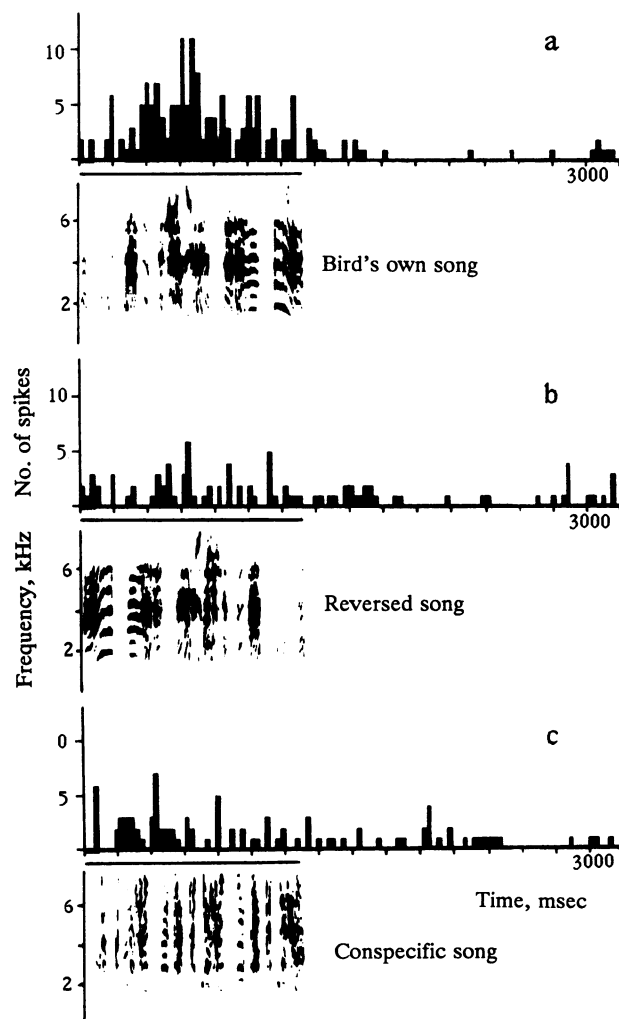 a
10
5
3000
6
2
Bird's own song
No. of spikes
b
10
5
3000
Frequency, kHz
6
2
Reversed song
c
0
5
3000
Time, msec
6
2
Conspecific song